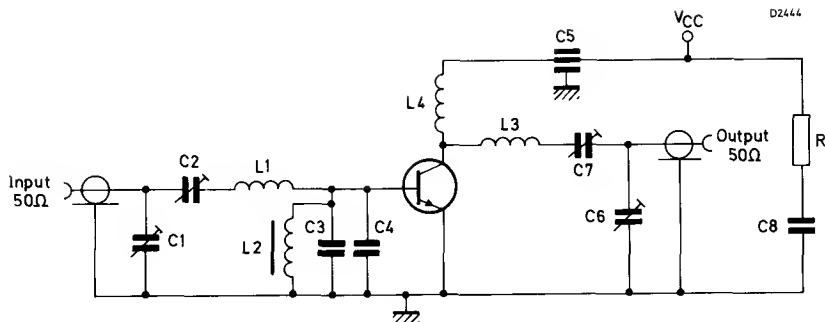 D2444
VCC
C5
L4
L3
Output
50Ω
R
C7
C2
L1
Input
50Ω
C6
C1
L2
C3
C4
C8